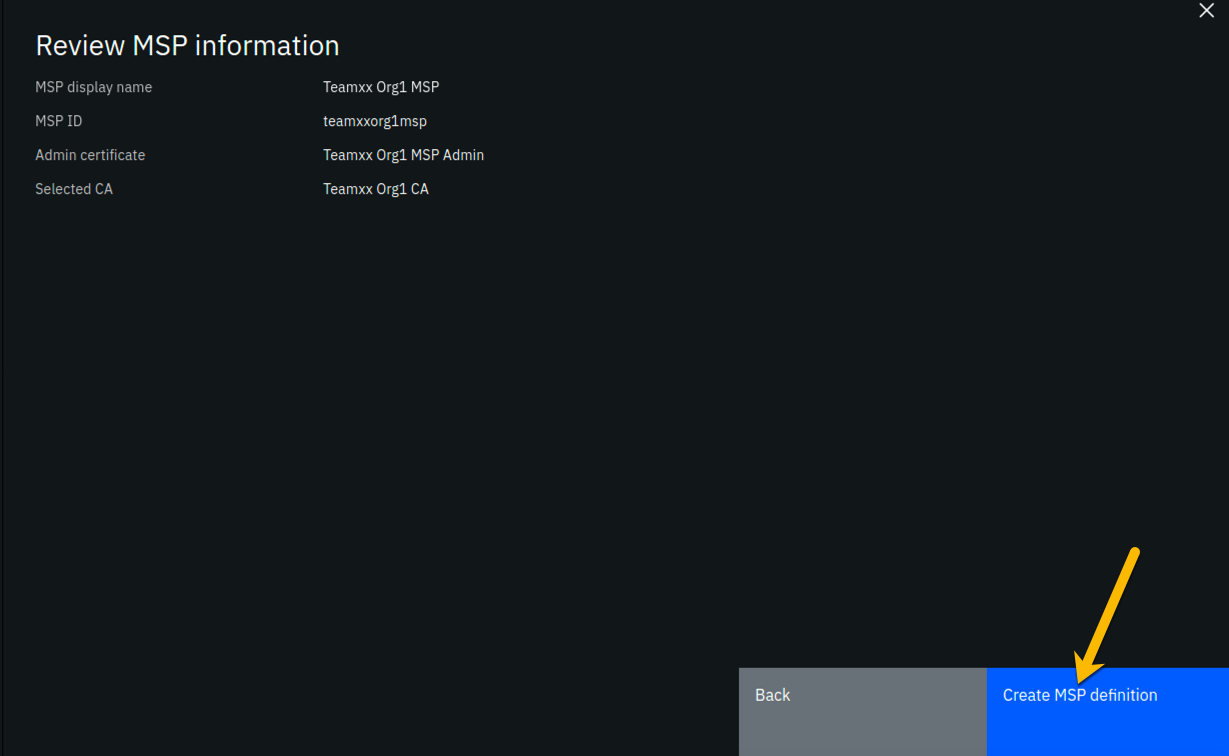 Review MSP information
MSP display name Teamxx Org1 MSP
MSP ID teamxxorg1msp
Admin certificate Teamxx Org1 MSP Admin
Selected CA Teamxx Org1 CA
Back Create MSP definition